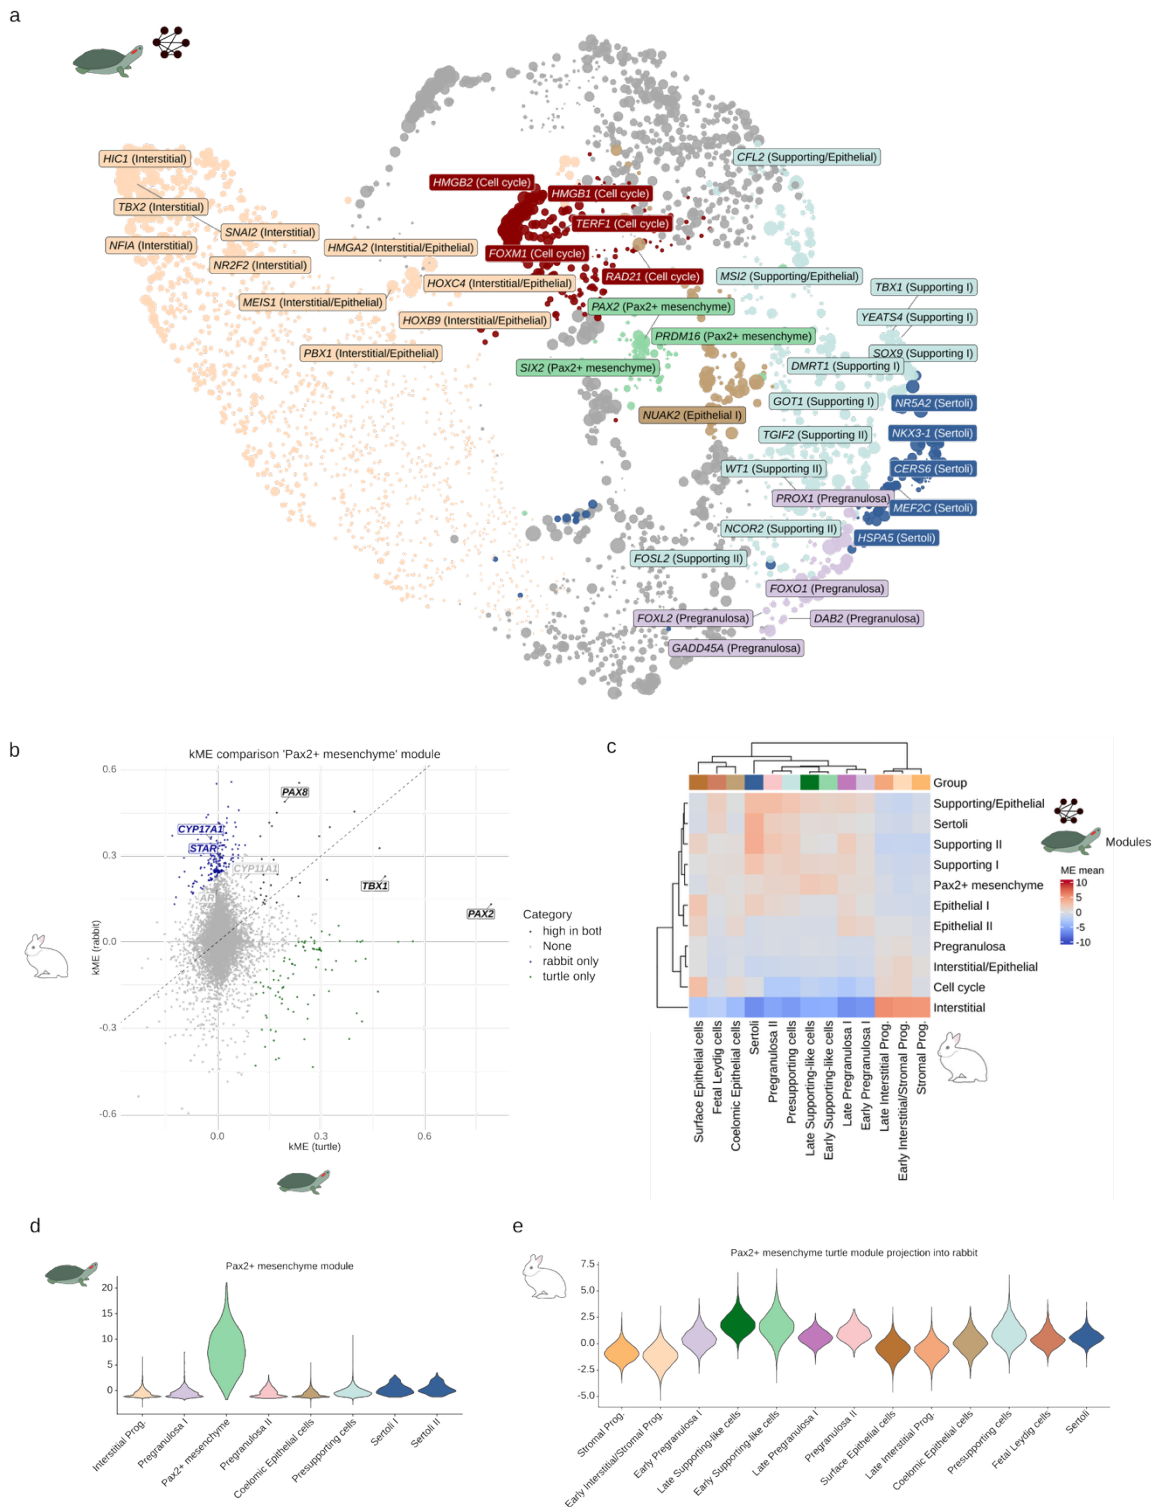 a
HIC1 (Interstitial)
TBX2 (Interstitial)
SNAI2 (Interstitial)
NFIA (Interstitial)
NR2F2 (Interstitial)
HMGA2 (Interstitial/Epithelial)
MEIS1 (Interstitial/Epithelial)
HOXC4 (Interstitial/Epithelial)
HOXB9 (Interstitial/Epithelial)
PBX1 (Interstitial/Epithelial)
HMGB2 (Cell cycle)
HMGB1 (Cell cycle)
TERF1 (Cell cycle)
FOXM1 (Cell cycle)
RAD21 (Cell cycle)
PAX2 (Pax2+ mesenchyme)
PRDM16 (Pax2+ mesenchyme)
SIX2 (Pax2+ mesenchyme)
NUAK2 (Epithelial I)
CFL2 (Supporting/Epithelial)
MSI2 (Supporting/Epithelial)
TBX1 (Supporting I)
YEATS4 (Supporting I)
SOX9 (Supporting I)
DMRT1 (Supporting I)
GOT1 (Supporting I)
NR5A2 (Sertoli)
TGIF2 (Supporting II)
NKX3-1 (Sertoli)
WT1 (Supporting II)
CERS6 (Sertoli)
PROX1 (Pregranulosa)
MEF2C (Sertoli)
NCOR2 (Supporting II)
HSPA5 (Sertoli)
FOSL2 (Supporting II)
FOXO1 (Pregranulosa)
FOXL2 (Pregranulosa)
DAB2 (Pregranulosa)
GADD45A (Pregranulosa)
b
kME comparison 'Pax2+ mesenchyme' module
0.6
0.3
0.0
-0.3
-0.6
kME (rabbit)
PAX8
CYP17A1
STAR
CYP11A1
AR
TBX1
PAX2
0.0
0.3
0.6
kME (turtle)
Category
high in both
None
rabbit only
turtle only
c
Group
Supporting/Epithelial
Sertoli
Supporting II
Supporting I
Pax2+ mesenchyme
Epithelial I
Epithelial II
Pregranulosa
Interstitial/Epithelial
Cell cycle
Interstitial
Modules
ME mean
10
5
0
-5
-10
Surface Epithelial cells
Fetal Leydig cells
Coelomic Epithelial cells
Sertoli
Pregranulosa II
Presupporting cells
Late Supporting-like cells
Early Supporting-like cells
Late Pregranulosa I
Early Pregranulosa I
Late Interstitial Prog.
Early Interstitial/Stromal Prog.
Stromal Prog.
d
Pax2+ mesenchyme module
20
15
10
5
0
Interstitial Prog.
Pregranulosa I
Pax2+ mesenchyme
Pregranulosa II
Coelomic Epithelial cells
Presupporting cells
Sertoli I
Sertoli II
e
Pax2+ mesenchyme turtle module projection into rabbit
7.5
5.0
2.5
0.0
-2.5
-5.0
Stromal Prog.
Early Interstitial/Stromal Prog.
Early Pregranulosa I
Late Supporting-like cells
Early Supporting-like cells
Late Pregranulosa I
Pregranulosa II
Surface Epithelial cells
Late Interstitial Prog.
Coelomic Epithelial cells
Presupporting cells
Fetal Leydig cells
Sertoli